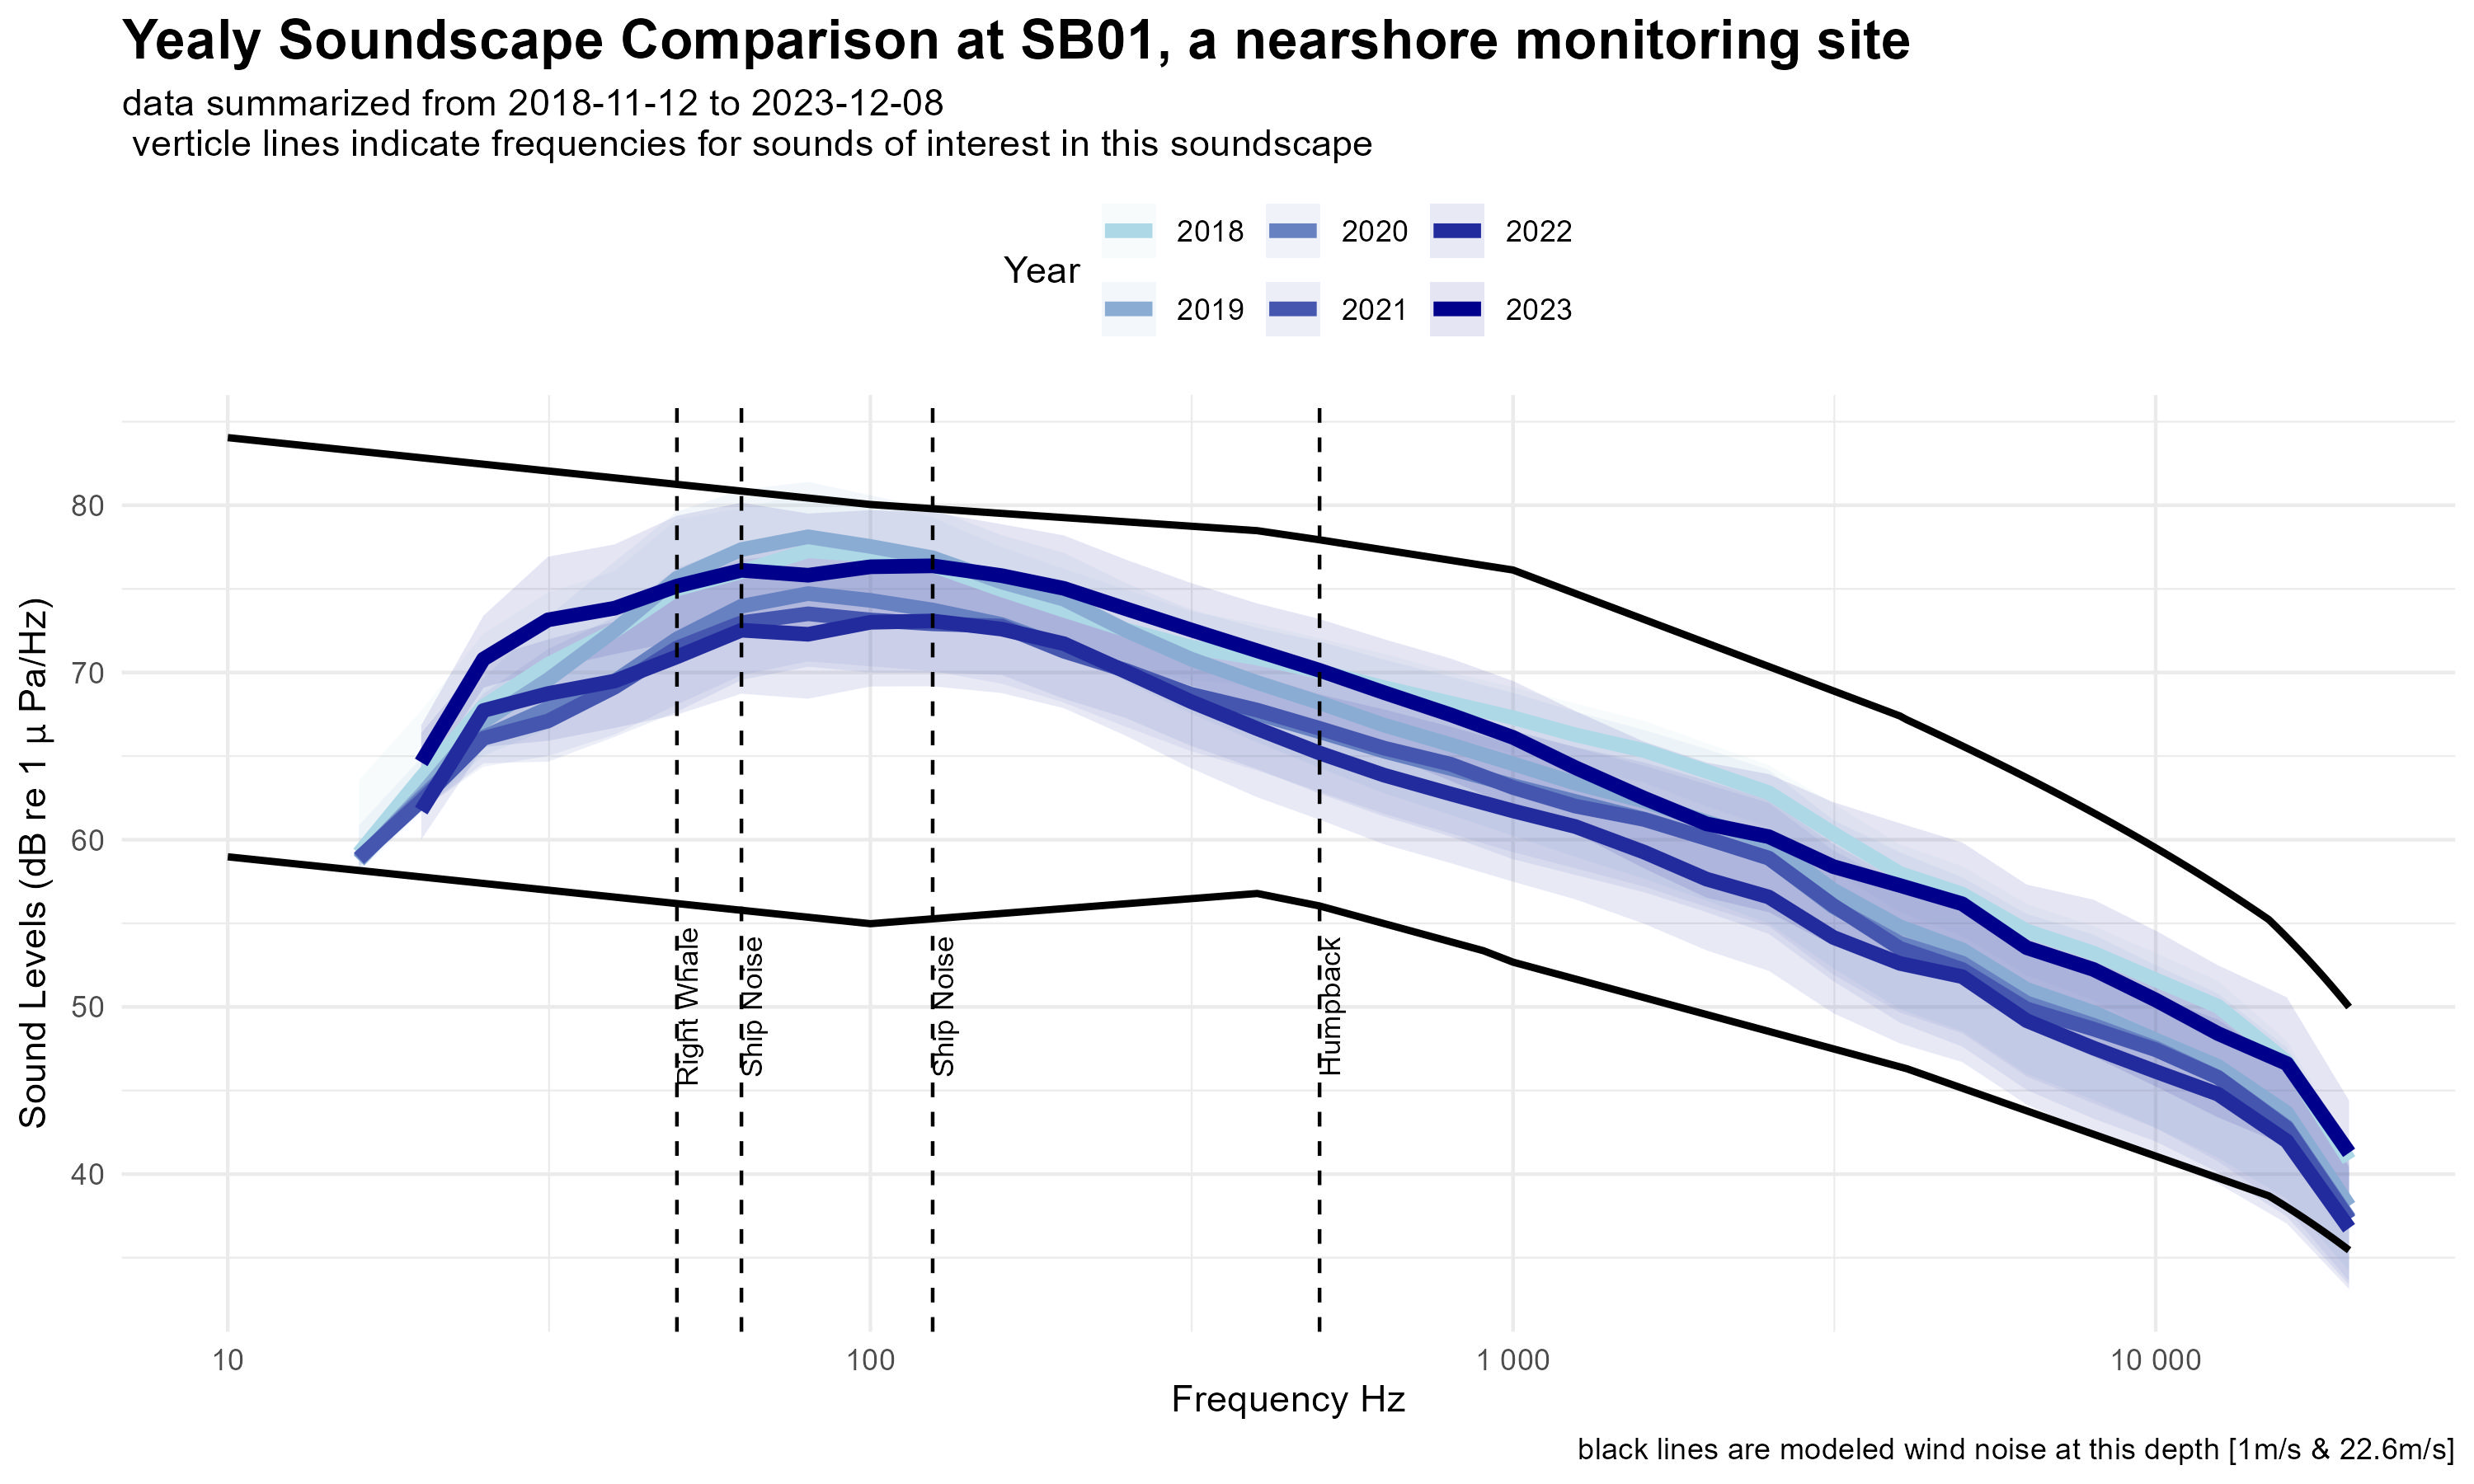 Yealy Soundscape Comparison at SB01, a nearshore monitoring site
data summarized from 2018-11-12 to 2023-12-08
verticle lines indicate frequencies for sounds of interest in this soundscape
Year
2018
2020
2022
2019
2021
2023
Sound Levels (dB re 1 µ Pa/Hz)
80
70
60
50
40
Right Whale
Ship Noise
Ship Noise
Humpback
10
100
1 000
10 000
Frequency Hz
black lines are modeled wind noise at this depth [1m/s & 22.6m/s]